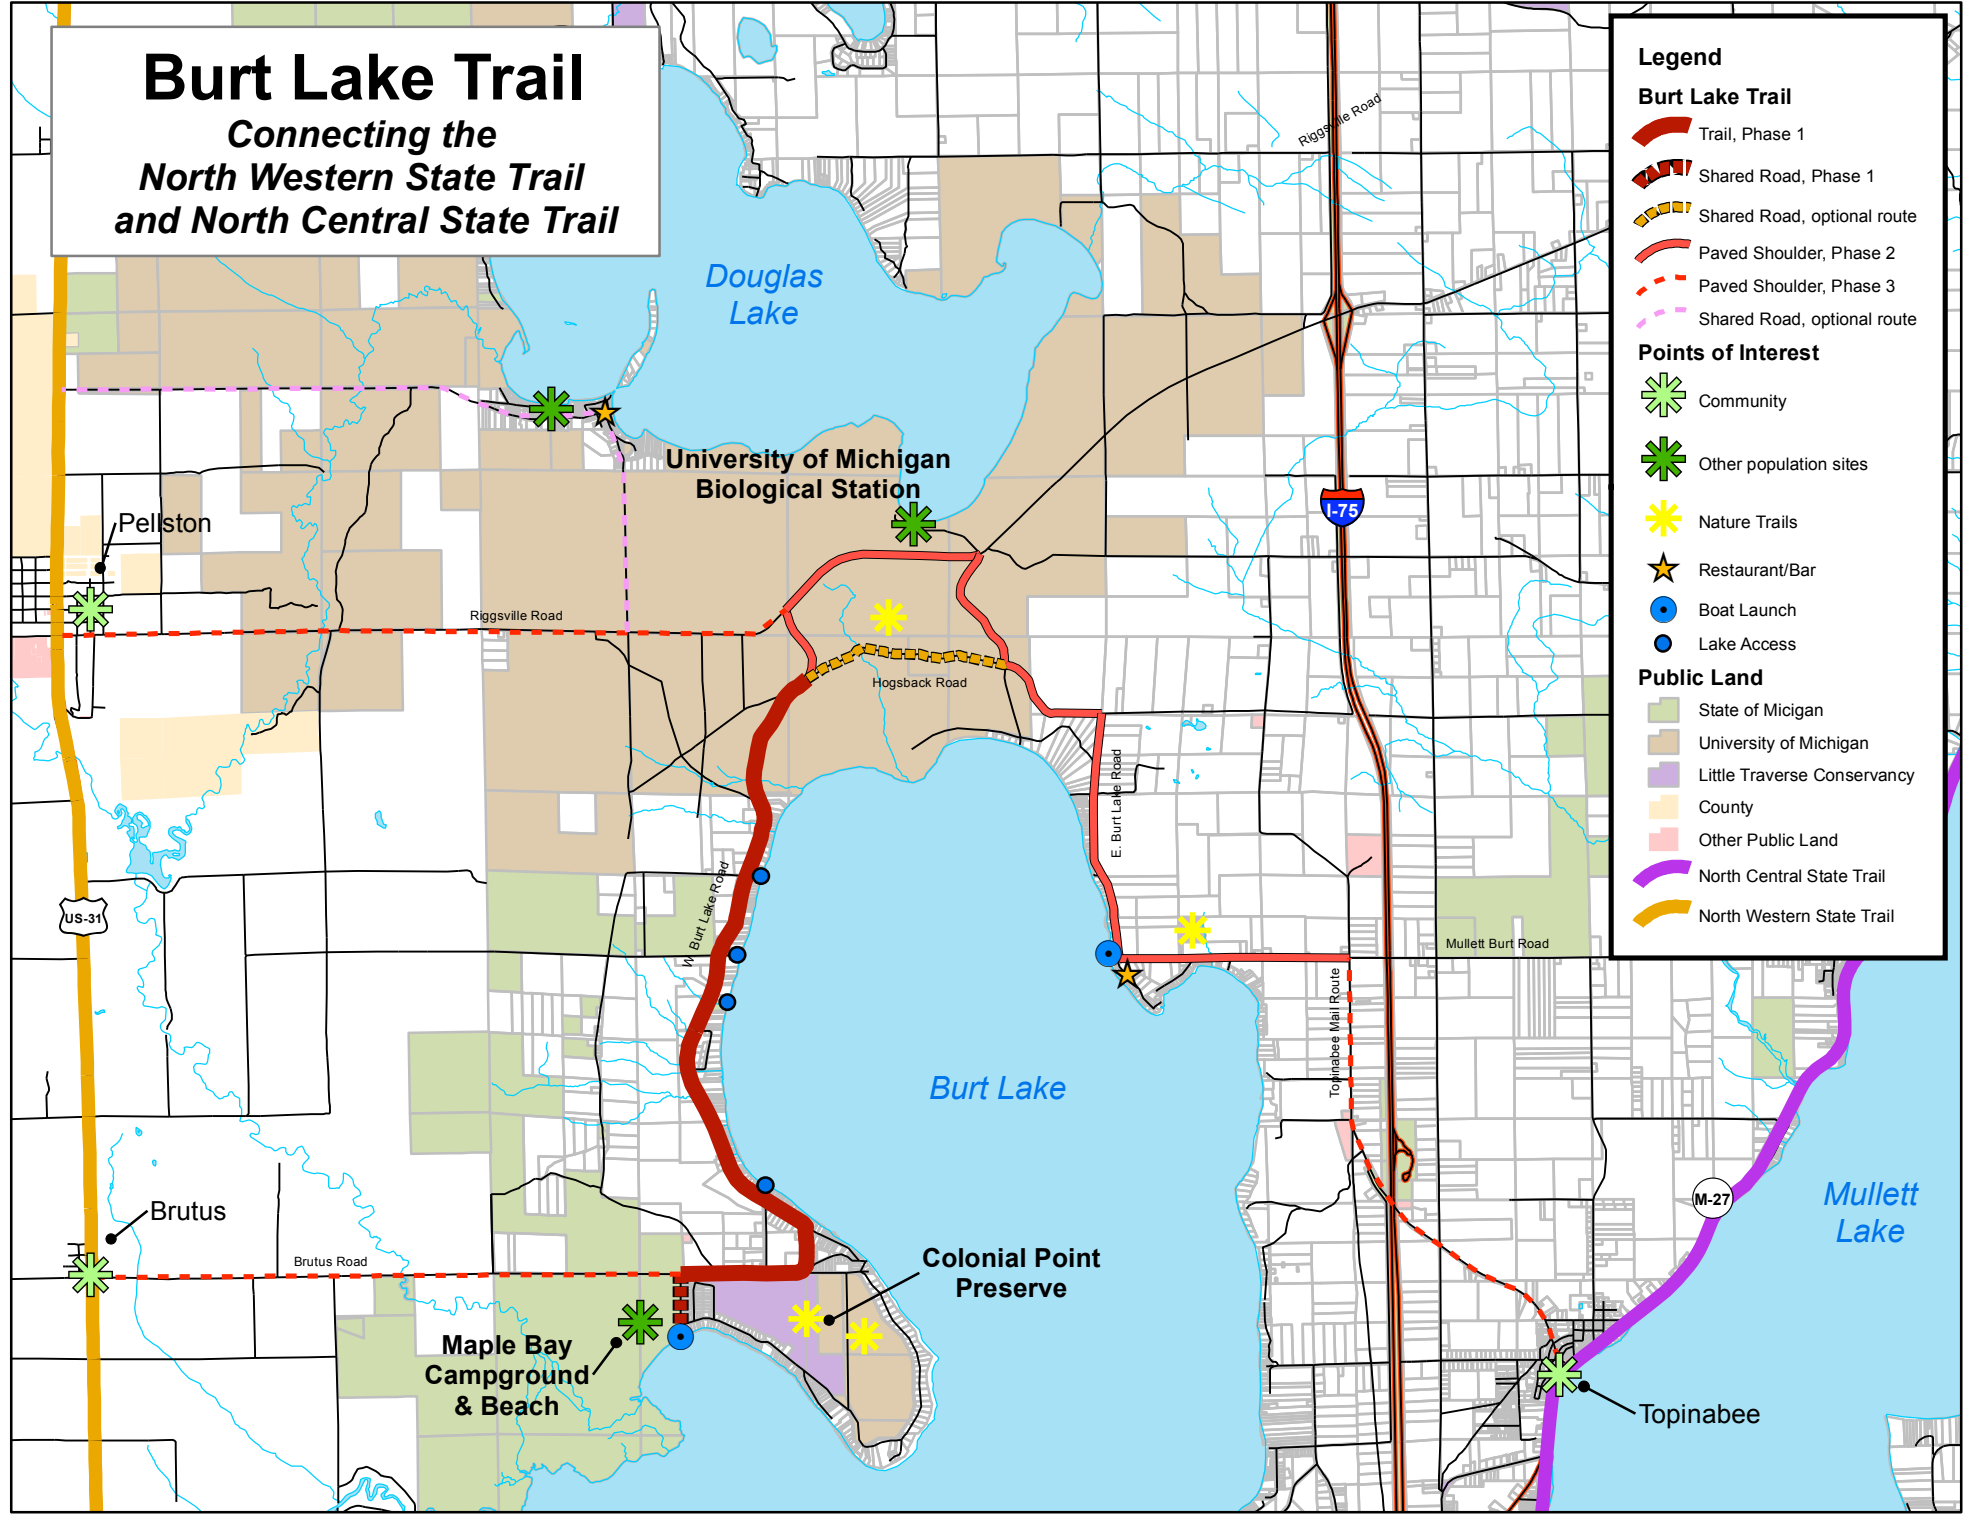 Burt Lake Trail
Connecting the
North Western State Trail
and North Central State Trail
Legend
Burt Lake Trail
Trail, Phase 1
Shared Road, Phase 1
Shared Road, optional route
Paved Shoulder, Phase 2
Paved Shoulder, Phase 3
Shared Road, optional route
Points of Interest
Community
Other population sites
Nature Trails
Restaurant/Bar
Boat Launch
Lake Access
Public Land
State of Micigan
University of Michigan
Little Traverse Conservancy
County
Other Public Land
North Central State Trail
North Western State Trail
Riggsville Road
Douglas
Lake
University of Michigan
Biological Station
I-75
Pellston
Riggsville Road
Hogsback Road
E. Burt Lake Road
W. Burt Lake Road
US-31
Mullett Burt Road
Topinabee Mail Route
Burt Lake
M-27
Mullett
Lake
Brutus
Brutus Road
Colonial Point
Preserve
Maple Bay
Campground
& Beach
Topinabee